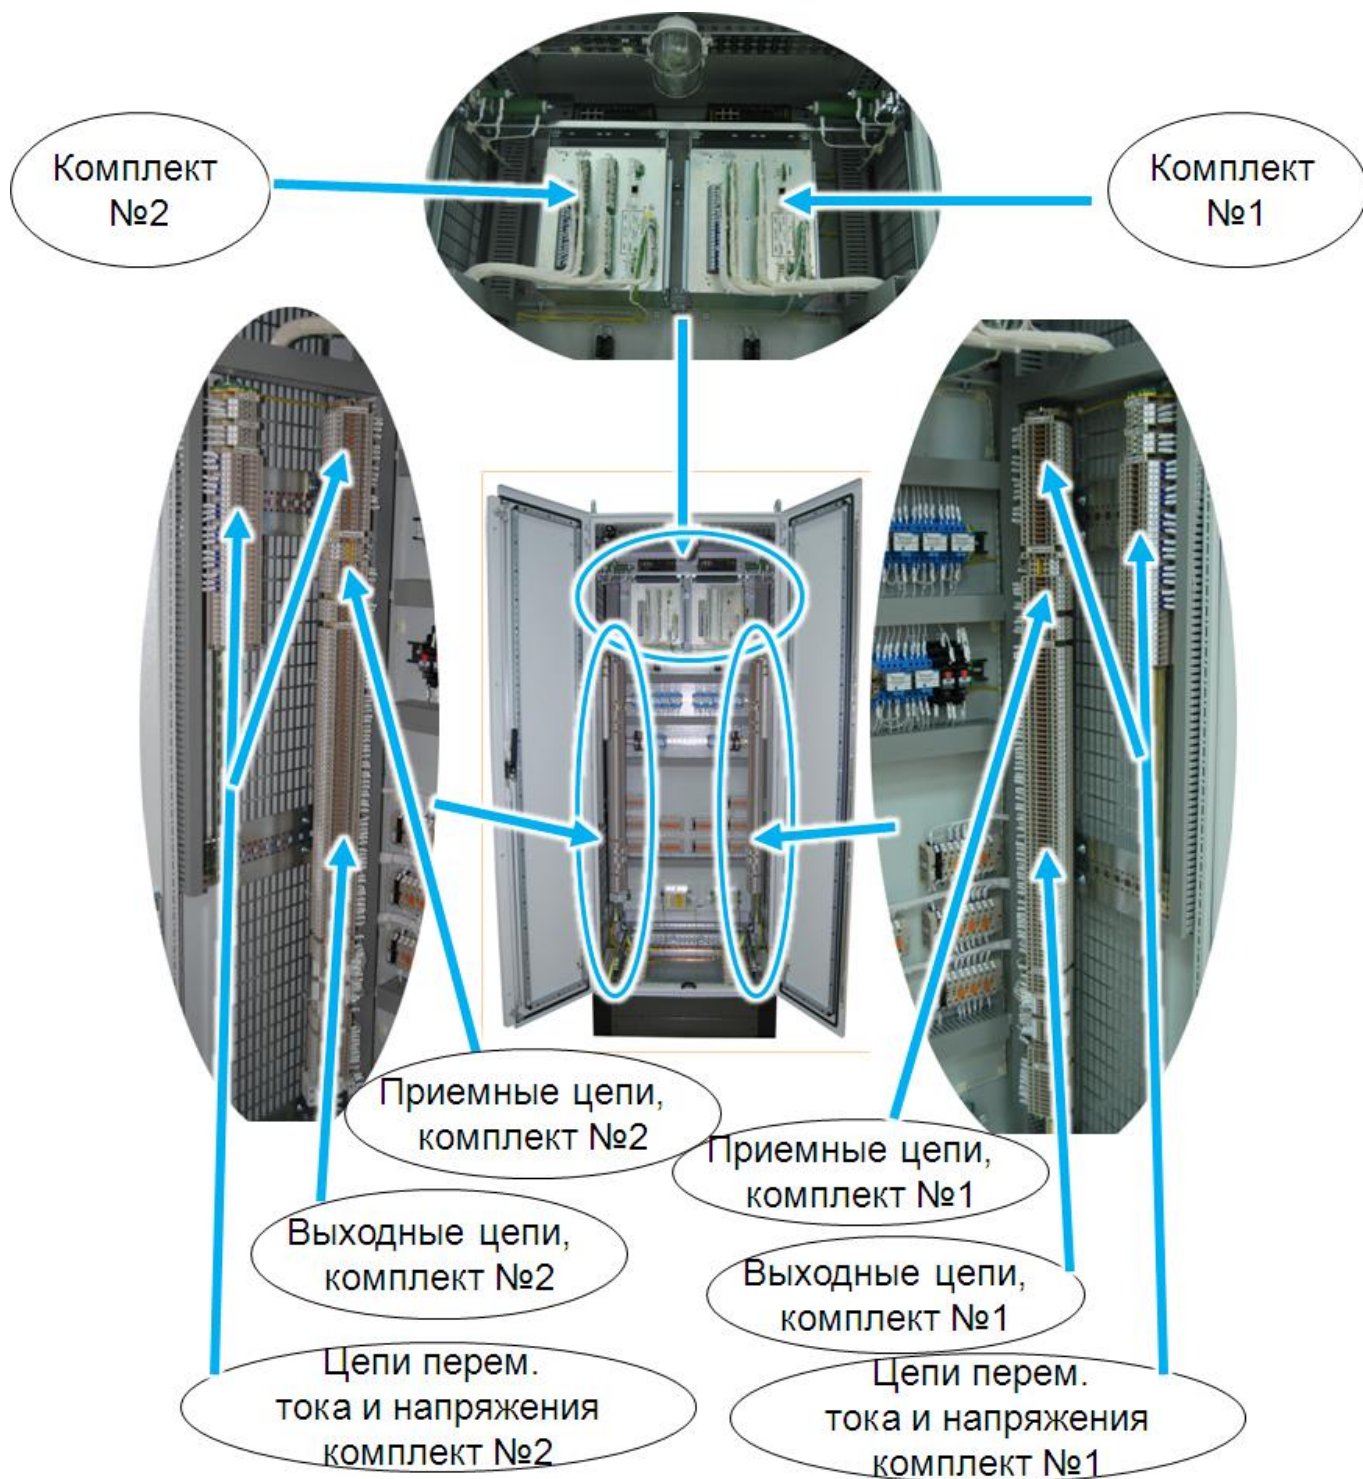 Комплект
№2
Комплект
№1
Приемные цепи,
комплект №2
Приемные цепи,
комплект №1
Выходные цепи,
комплект №2
Выходные цепи,
комплект №1
Цепи перем.
тока и напряжения
комплект №2
Цепи перем.
тока и напряжения
комплект №1